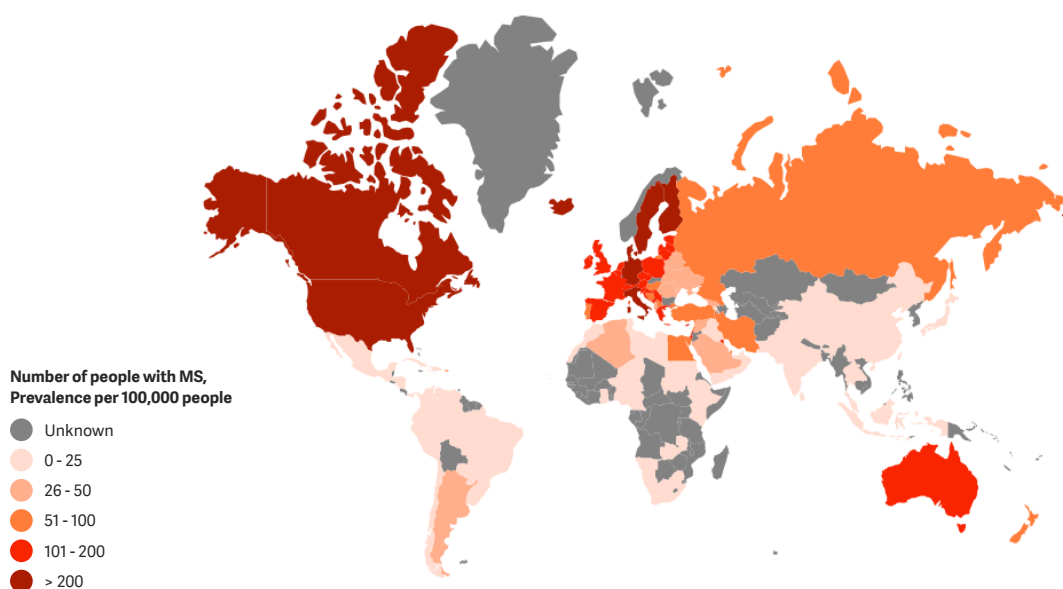 Number of people with MS,
Prevalence per 100,000 people
Unknown
0 - 25
26 - 50
51 - 100
101 - 200
> 200